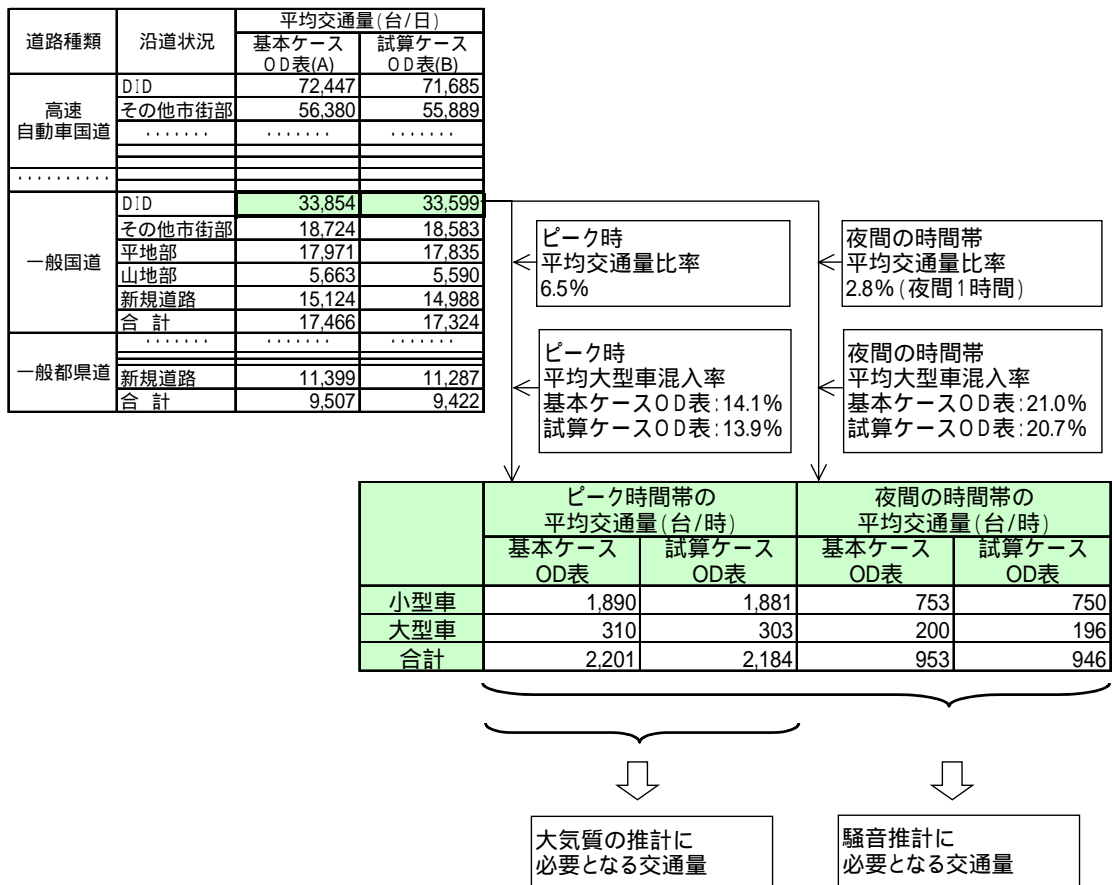 道路種類 沿道状況 平均交通量(台/日)
基本ケース 試算ケース
OD表(A) OD表(B)
高速
自動車国道
DID 72,447 71,685
その他市街部 56,380 55,889
‥‥‥‥ ‥‥‥‥ ‥‥‥‥
‥‥‥‥‥
一般国道
DID 33,854 33,599
その他市街部 18,724 18,583
平地部 17,971 17,835
山地部 5,663 5,590
新規道路 15,124 14,988
合 計 17,466 17,324
一般都県道
‥‥‥‥ ‥‥‥‥ ‥‥‥‥
新規道路 11,399 11,287
合 計 9,507 9,422
ピーク時
平均交通量比率
6.5%
夜間の時間帯
平均交通量比率
2.8%(夜間1時間)
ピーク時
平均大型車混入率
基本ケースOD表:14.1%
試算ケースOD表:13.9%
夜間の時間帯
平均大型車混入率
基本ケースOD表:21.0%
試算ケースOD表:20.7%
ピーク時間帯の 夜間の時間帯の
平均交通量(台/時) 平均交通量(台/時)
基本ケース 試算ケース 基本ケース 試算ケース
OD表 OD表 OD表 OD表
小型車 1,890 1,881 753 750
大型車 310 303 200 196
合計 2,201 2,184 953 946
大気質の推計に
必要となる交通量
騒音推計に
必要となる交通量